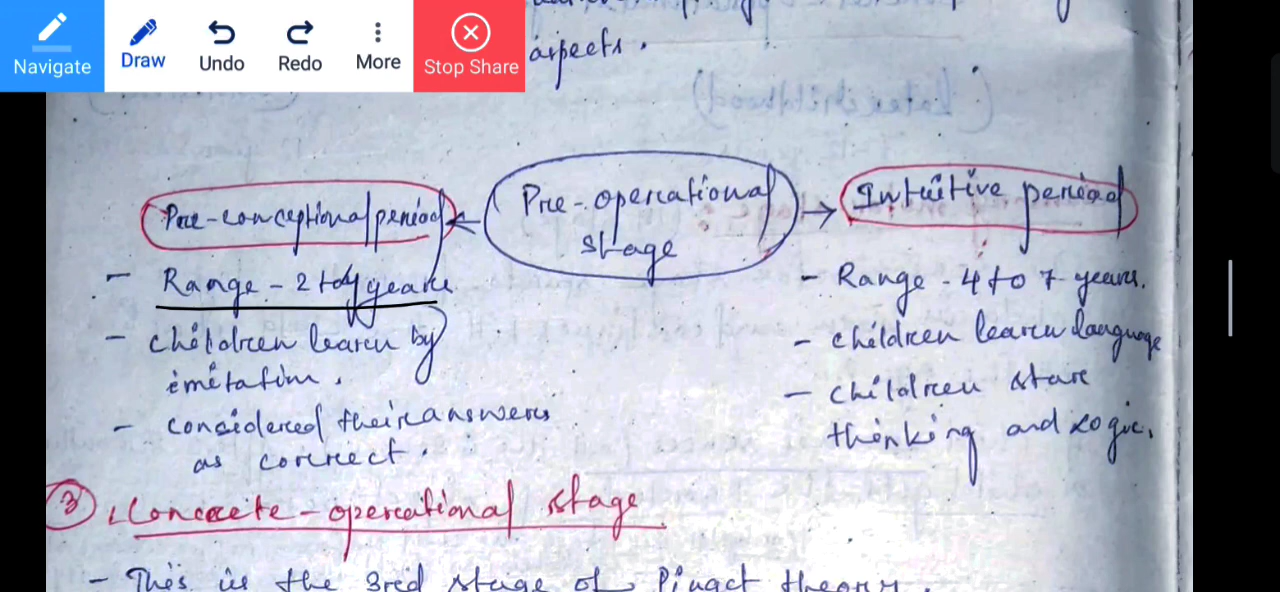 Navigate
Draw
Undo
Redo
More
Stop Share
aspects.
Pre-operational
stage
Pre-conceptional period
- Range - 2 to 4 years
- children learn by
imitation.
- considered their answers
as correct.
Intuitive period
- Range - 4 to 7 years.
- children learn language
- children start
thinking and logic.
③ Concrete-operational stage
- This is the 3rd stage of Piaget theory.